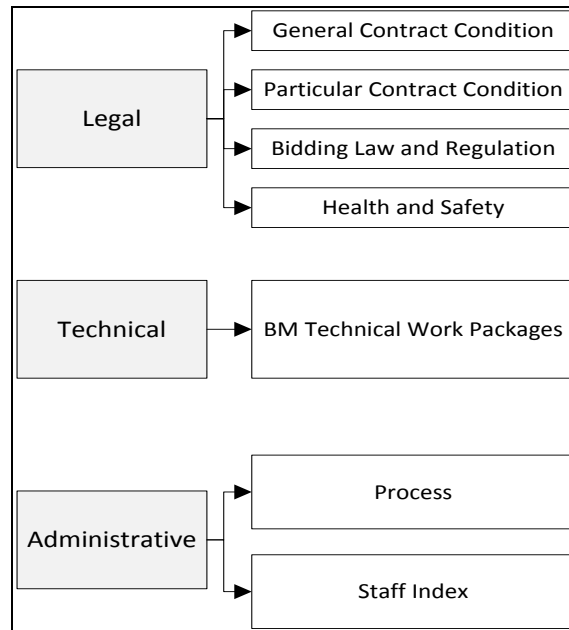 General Contract Condition
Particular Contract Condition
Legal
Bidding Law and Regulation
Health and Safety
Technical
BM Technical Work Packages
Process
Administrative
Staff Index